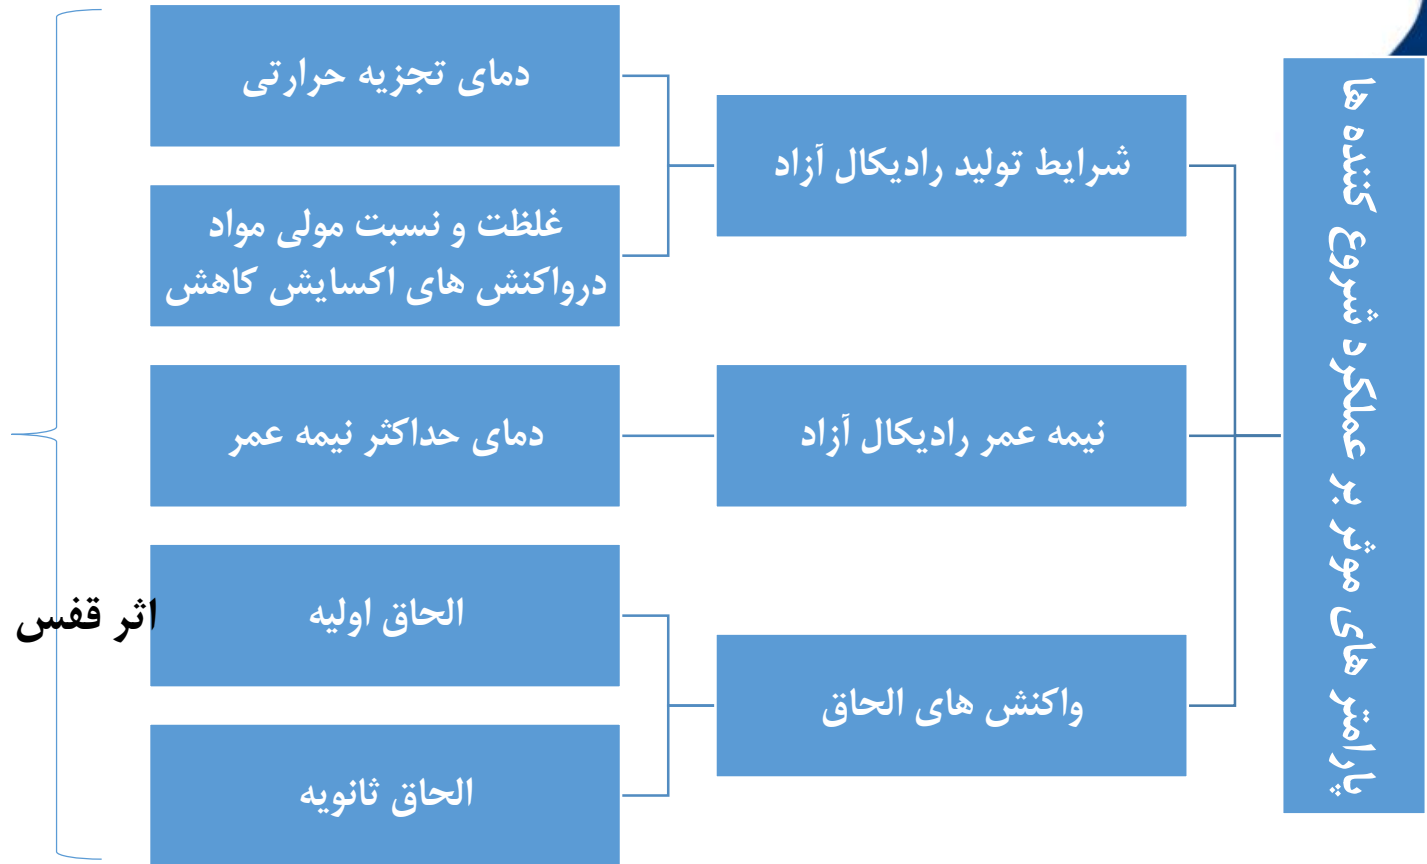 پارامتر های موثر بر عملکرد شروع کننده ها
شرایط تولید رادیکال آزاد
دمای تجزیه حرارتی
غلظت و نسبت مولی مواد
درواکنش های اکسایش کاهش
نیمه عمر رادیکال آزاد
دمای حداکثر نیمه عمر
واکنش های الحاق
الحاق اولیه
الحاق ثانویه
اثر قفس